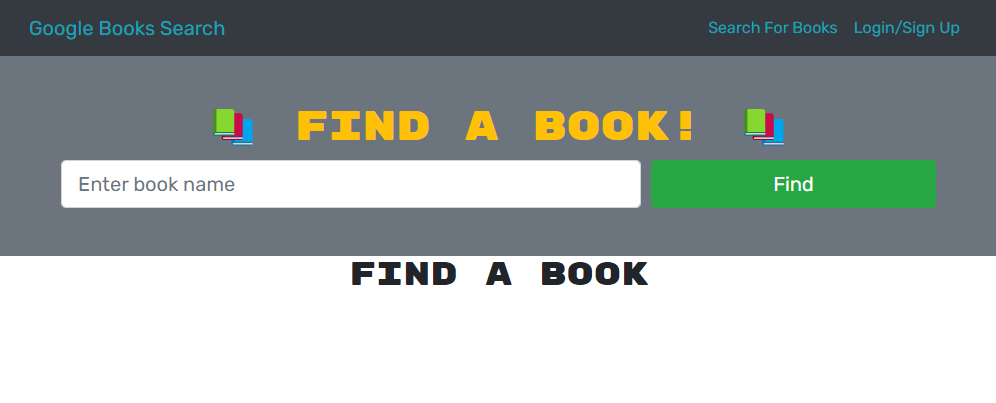 Google Books Search
Search For Books
Login/Sign Up
FIND A BOOK!
Enter book name
Find
FIND A BOOK